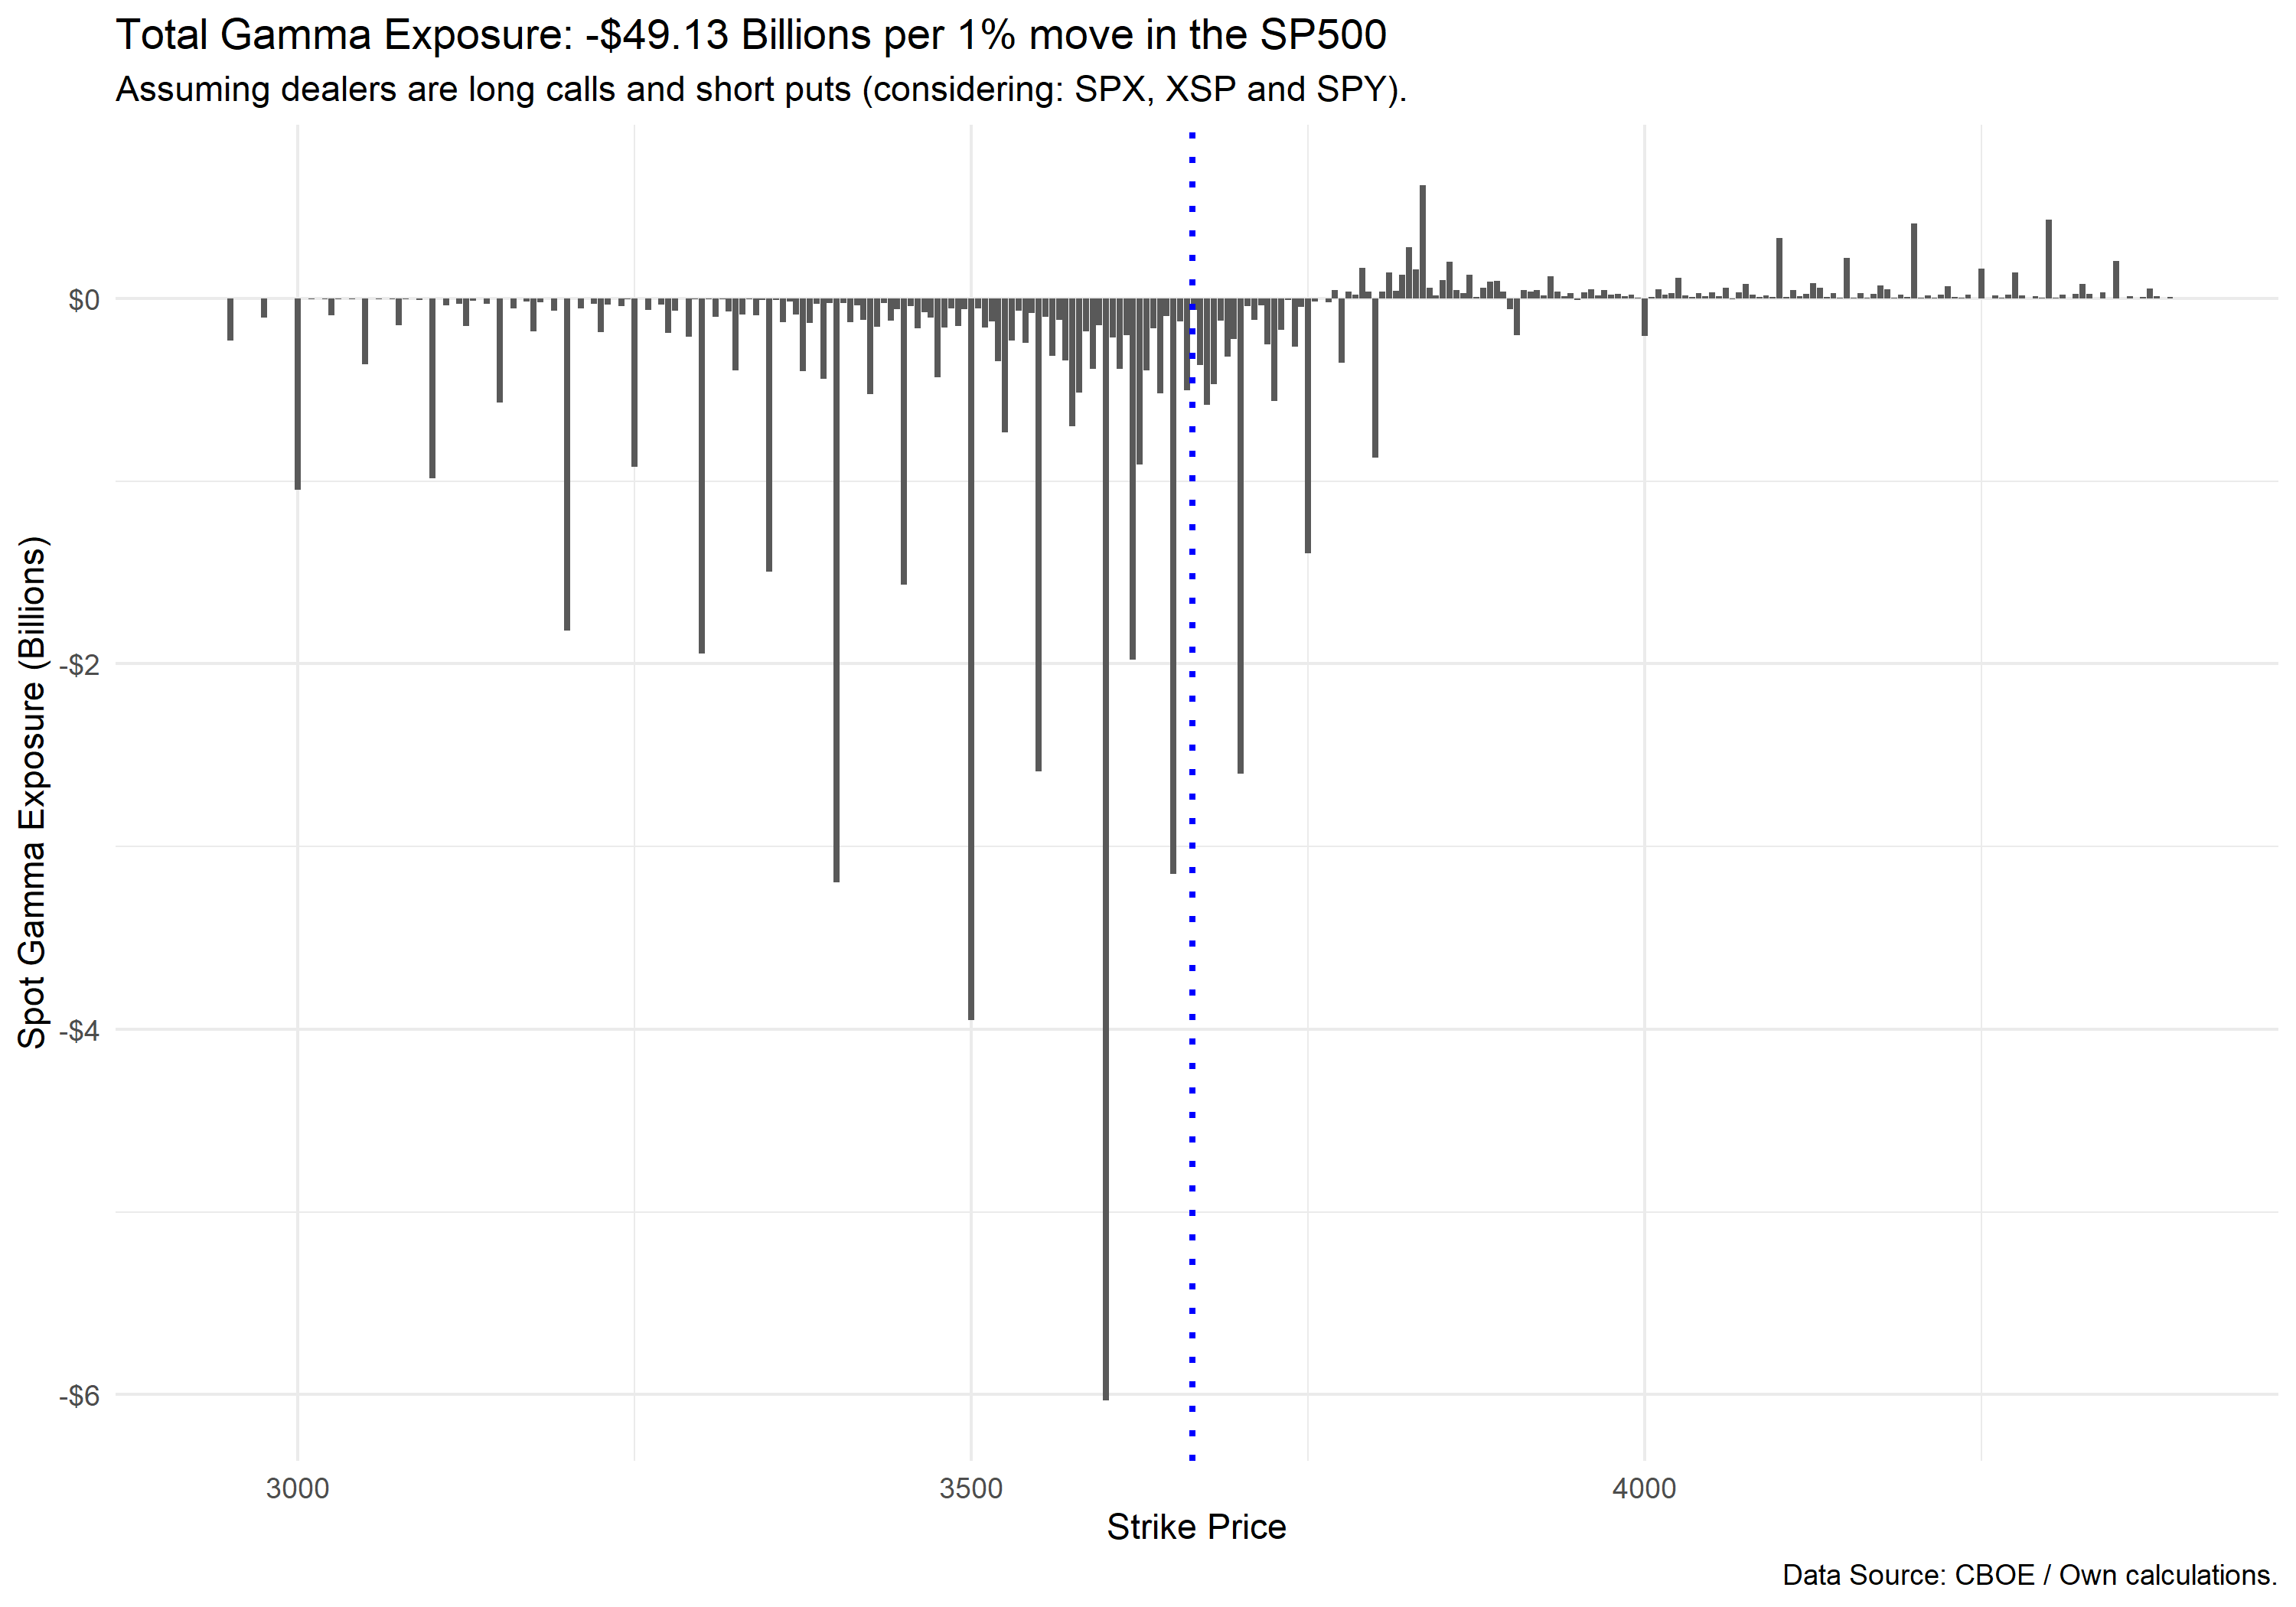 Total Gamma Exposure: -$49.13 Billions per 1% move in the SP500
Assuming dealers are long calls and short puts (considering: SPX, XSP and SPY).
Spot Gamma Exposure (Billions)
$0
-$2
-$4
-$6
3000
3500
4000
Strike Price
Data Source: CBOE / Own calculations.